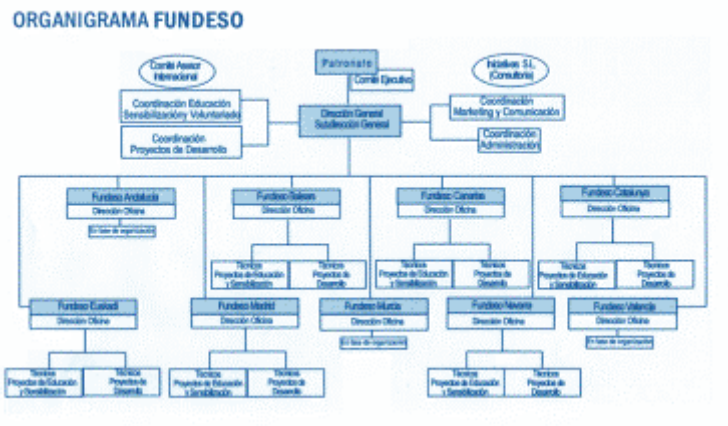 ORGANIGRAMA FUNDESO
Comité Asesor
Internacional
Patronato
Comité Ejecutivo
Iniciativas S.L.
(Consultoría)
Coordinación Educación
Sensibilización y Voluntariado
Dirección General
Subdirección General
Coordinación
Marketing y Comunicación
Coordinación
Proyectos de Desarrollo
Coordinación
Administración
Fundeso Andalucía
Dirección Oficina
En fase de organización
Fundeso Balears
Dirección Oficina
Técnicos
Proyectos de Educación
y Sensibilización
Técnicos
Proyectos de
Desarrollo
Fundeso Canarias
Dirección Oficina
Técnicos
Proyectos de Educación
y Sensibilización
Técnicos
Proyectos de
Desarrollo
Fundeso Catalunya
Dirección Oficina
Técnicos
Proyectos de Educación
y Sensibilización
Técnicos
Proyectos de
Desarrollo
Fundeso Euskadi
Dirección Oficina
Técnicos
Proyectos de Educación
y Sensibilización
Técnicos
Proyectos de
Desarrollo
Fundeso Madrid
Dirección Oficina
Técnicos
Proyectos de Educación
y Sensibilización
Técnicos
Proyectos de
Desarrollo
Fundeso Murcia
Dirección Oficina
En fase de organización
Fundeso Navarra
Dirección Oficina
Técnicos
Proyectos de Educación
y Sensibilización
Técnicos
Proyectos de
Desarrollo
Fundeso Valencia
Dirección Oficina
En fase de organización